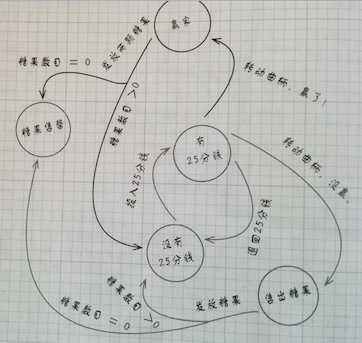 赢家
发放两颗糖果
糖果数目 = 0
转动曲柄，赢了！
糖果数目 >0
糖果售罄
有
25分钱
转动曲柄，没赢。
投入25分钱
退回25分钱
没有
25分钱
糖果数目 >0
发放糖果
售出糖果
糖果数目 = 0